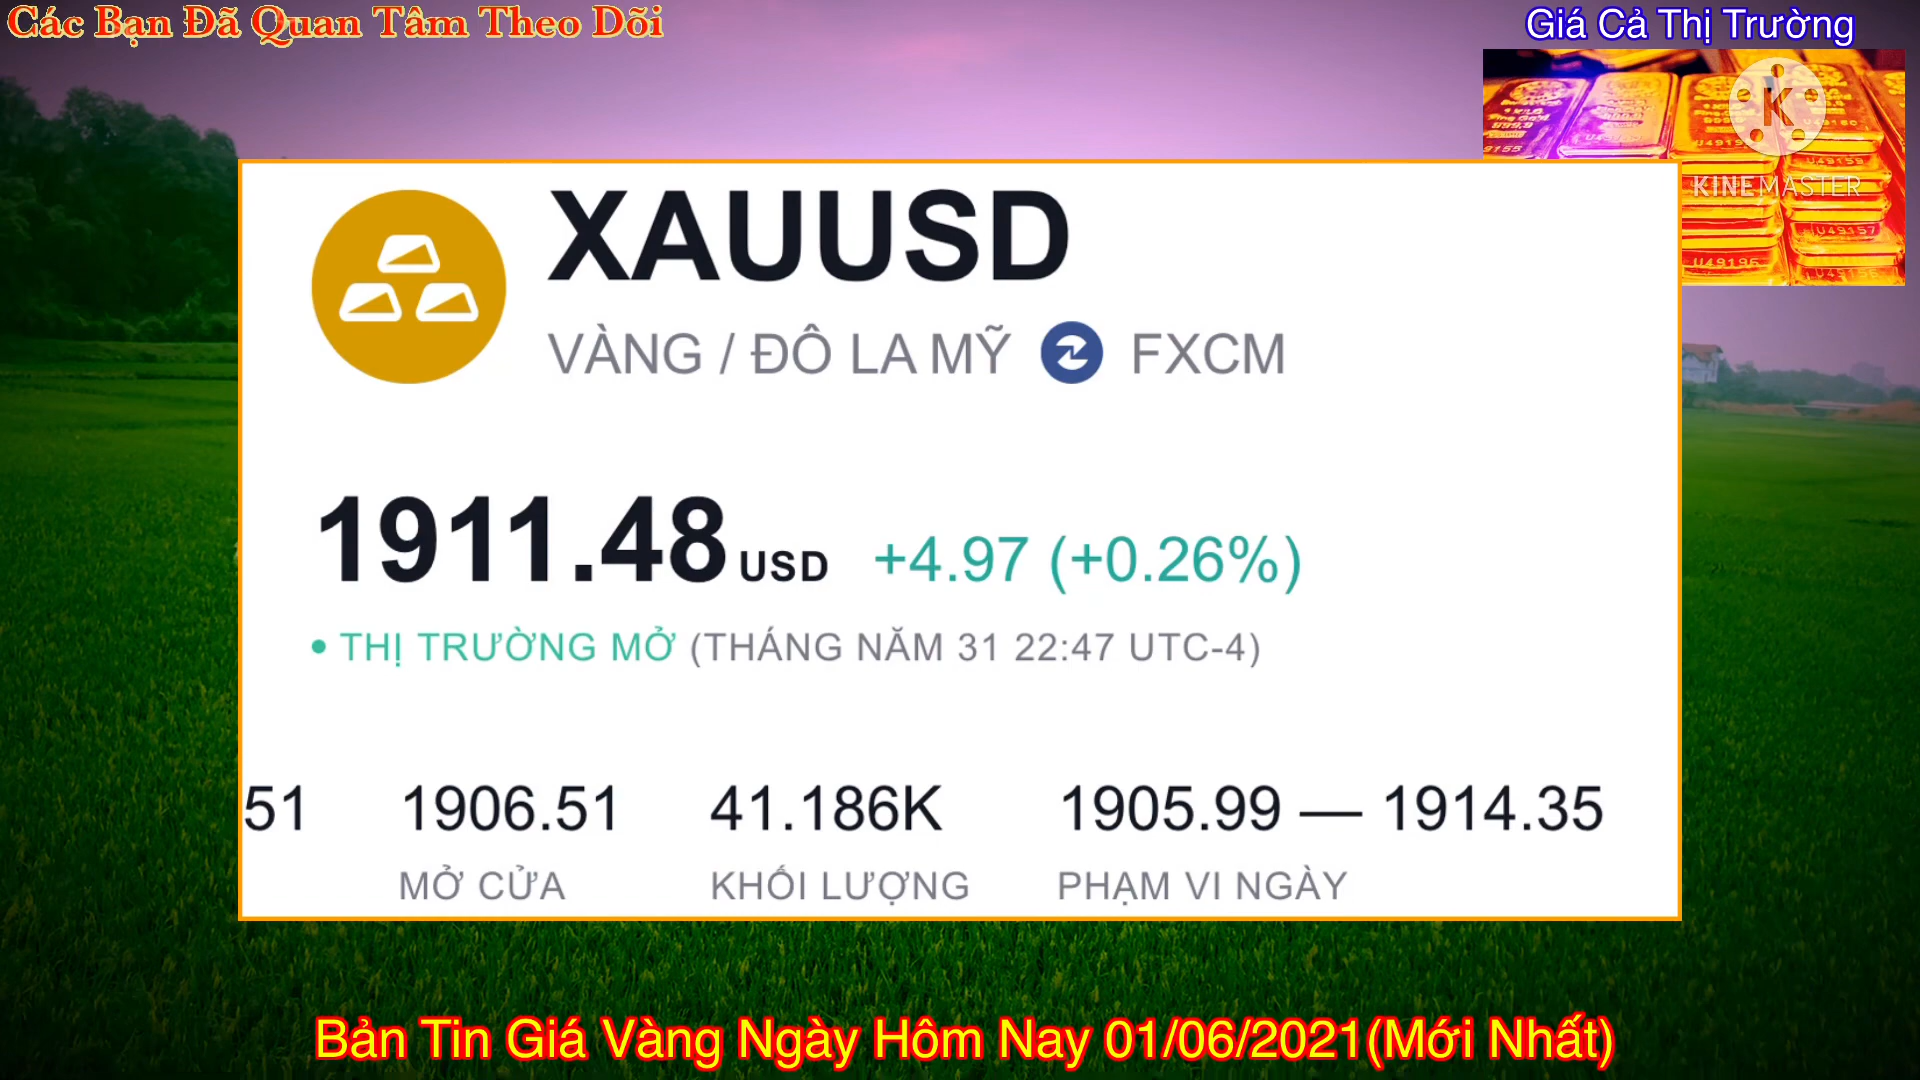 Các Bạn Đã Quan Tâm Theo Dõi
Giá Cả Thị Trường
KINEMASTER
U49159
U49157
U49156
XAUUSD
VÀNG / ĐÔ LA MỸ FXCM
1911.48 USD +4.97 (+0.26%)
• THỊ TRƯỜNG MỞ (THÁNG NĂM 31 22:47 UTC-4)
51 1906.51 41.186K 1905.99 — 1914.35
MỞ CỬA KHỐI LƯỢNG PHẠM VI NGÀY
Bản Tin Giá Vàng Ngày Hôm Nay 01/06/2021(Mới Nhất)